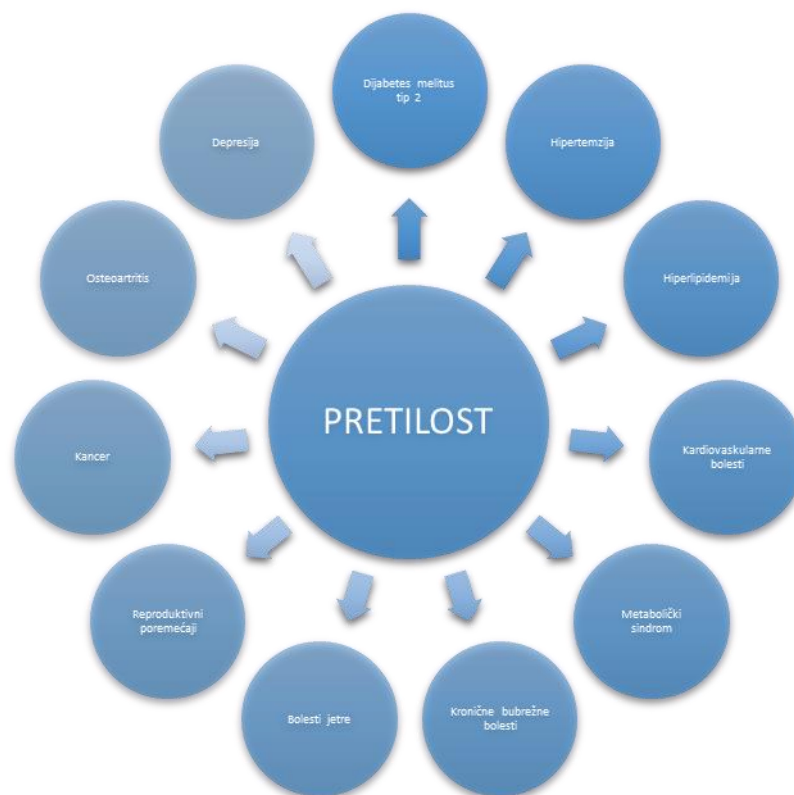 PRETILOST
Dijabetes melitus
tip 2
Hipertemzija
Hiperlipidemija
Kardiovaskularne
bolesti
Metabolički
sindrom
Kronične bubrežne
bolesti
Bolesti jetre
Reproduktivni
poremećaji
Kancer
Osteoartritis
Depresija